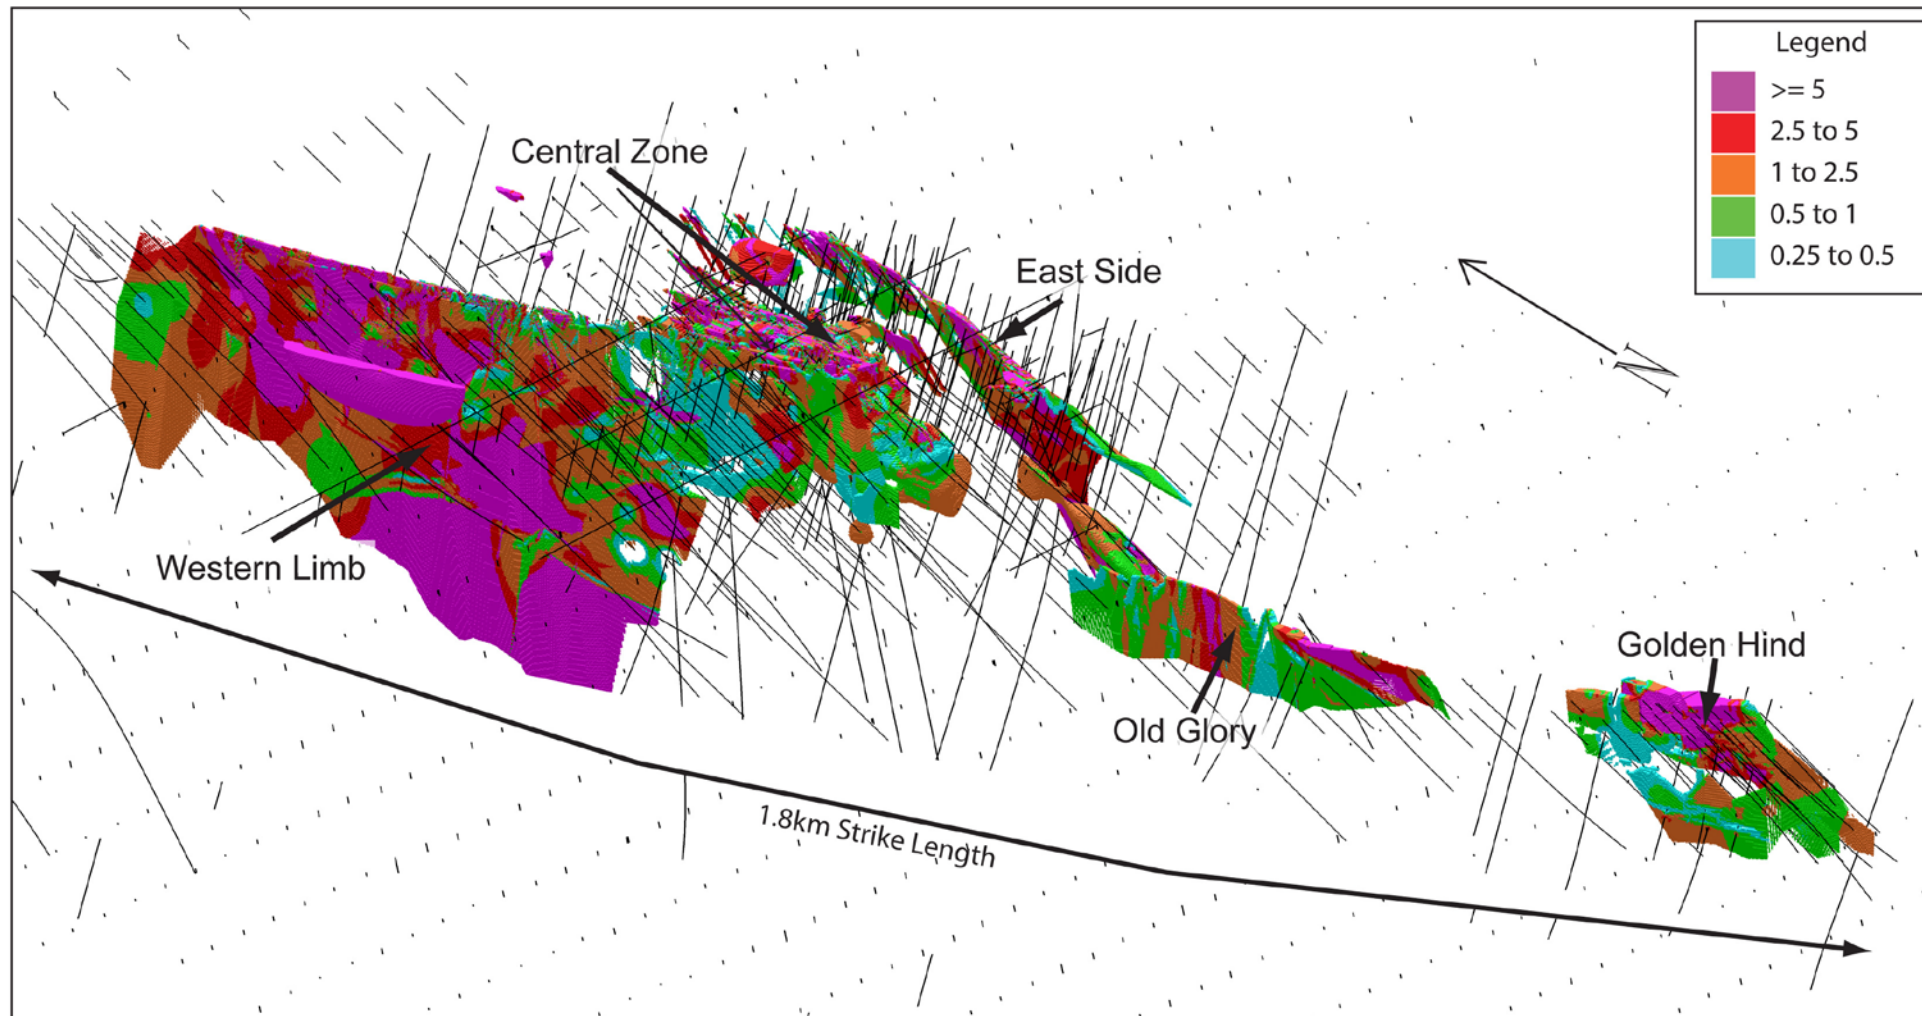 Legend
>= 5
2.5 to 5
1 to 2.5
0.5 to 1
0.25 to 0.5
Central Zone
East Side
N
Western Limb
Golden Hind
Old Glory
1.8km Strike Length